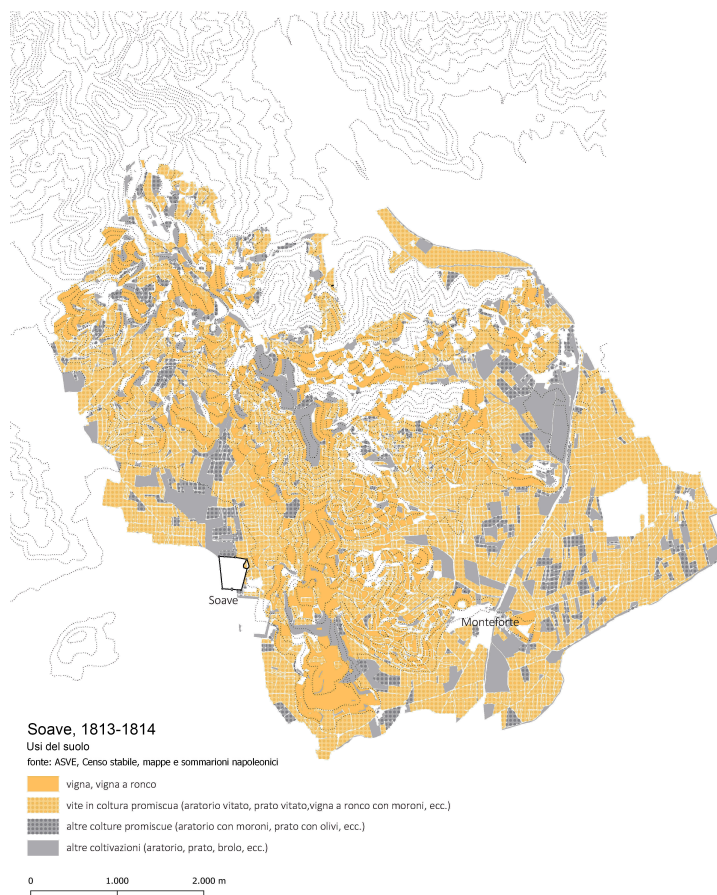 Soave
Monteforte
Soave, 1813-1814
Usi del suolo
fonte: ASVE, Censo stabile, mappe e sommarioni napoleonici
vigna, vigna a ronco
vite in coltura promiscua (aratorio vitato, prato vitato,vigna a ronco con moroni, ecc.)
altre colture promiscue (aratorio con moroni, prato con olivi, ecc.)
altre coltivazioni (aratorio, prato, brolo, ecc.)
0 1.000 2.000 m